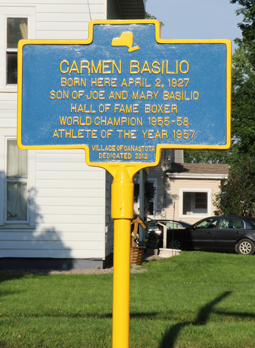 CARMEN BASILIO
BORN HERE APRIL 2, 1927
SON OF JOE AND MARY BASILIO
HALL OF FAME BOXER
WORLD CHAMPION 1955-58
ATHLETE OF THE YEAR 1957
VILLAGE OF CANASTOTA
DEDICATED 2012